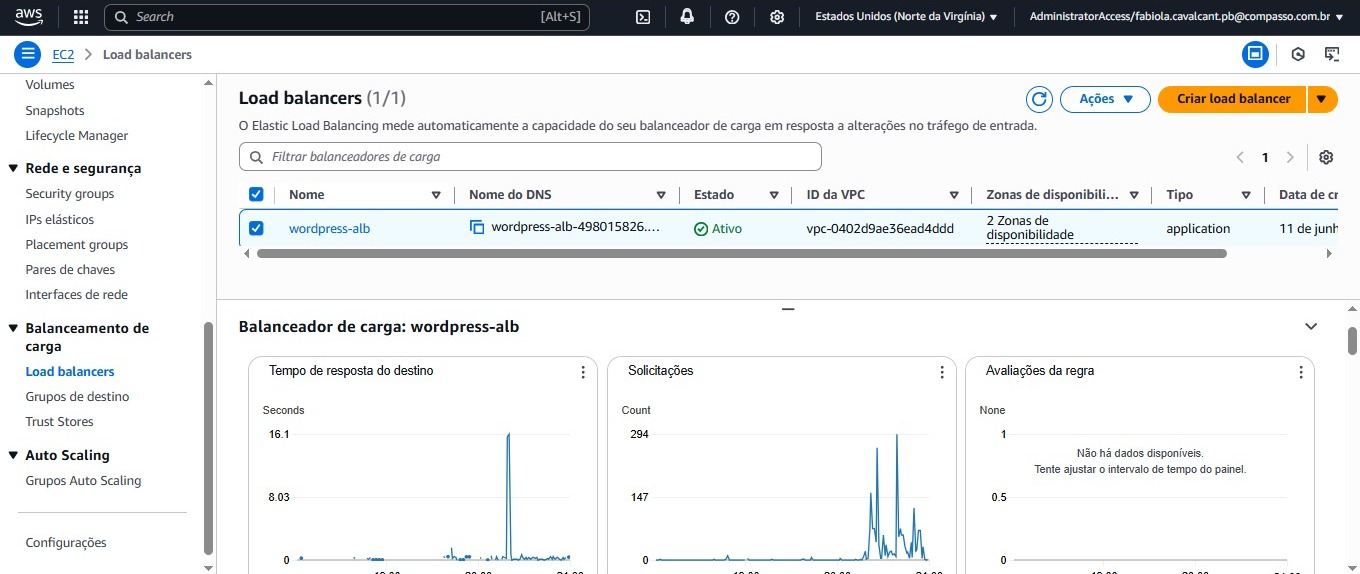 aws
Search
[Alt+S]
Estados Unidos (Norte da Virgínia)
AdministratorAccess/fabiola.cavalcant.pb@compasso.com.br
EC2
Load balancers
Volumes
Snapshots
Lifecycle Manager
Rede e segurança
Security groups
IPs elásticos
Placement groups
Pares de chaves
Interfaces de rede
Balanceamento de
carga
Load balancers
Grupos de destino
Trust Stores
Auto Scaling
Grupos Auto Scaling
Configurações
Load balancers (1/1)
Ações
Criar load balancer
O Elastic Load Balancing mede automaticamente a capacidade do seu balanceador de carga em resposta a alterações no tráfego de entrada.
Filtrar balanceadores de carga
1
Nome
Nome do DNS
Estado
ID da VPC
Zonas de disponibili...
Tipo
Data de cr
wordpress-alb
wordpress-alb-498015826....
Ativo
vpc-0402d9ae36ead4ddd
2 Zonas de
disponibilidade
application
11 de junh
Balanceador de carga: wordpress-alb
Tempo de resposta do destino
Seconds
16.1
8.03
0
Solicitações
Count
294
147
0
Avaliações da regra
None
1
Não há dados disponíveis.
Tente ajustar o intervalo de tempo do painel.
0.5
0